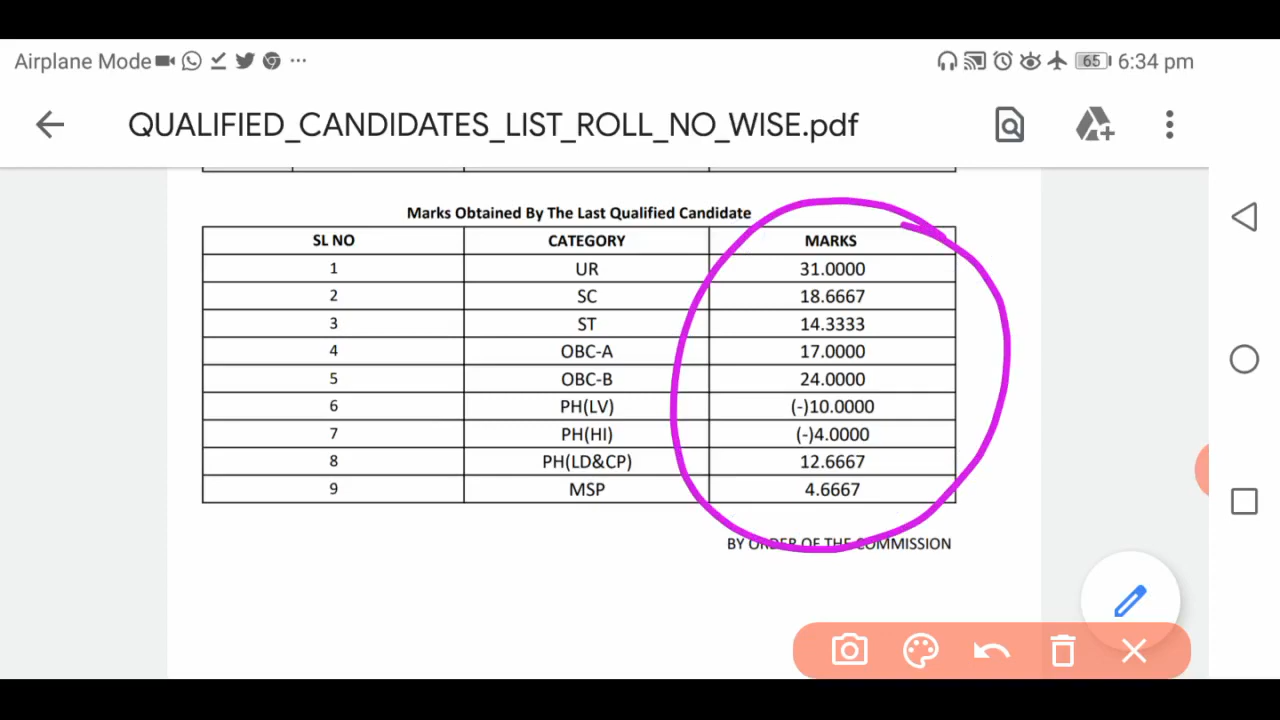 Airplane Mode ... 65 6:34 pm
QUALIFIED_CANDIDATES_LIST_ROLL_NO_WISE.pdf
Marks Obtained By The Last Qualified Candidate
SL NO CATEGORY MARKS
1 UR 31.0000
2 SC 18.6667
3 ST 14.3333
4 OBC-A 17.0000
5 OBC-B 24.0000
6 PH(LV) (-)10.0000
7 PH(HI) (-)4.0000
8 PH(LD&CP) 12.6667
9 MSP 4.6667
BY ORDER OF THE COMMISSION